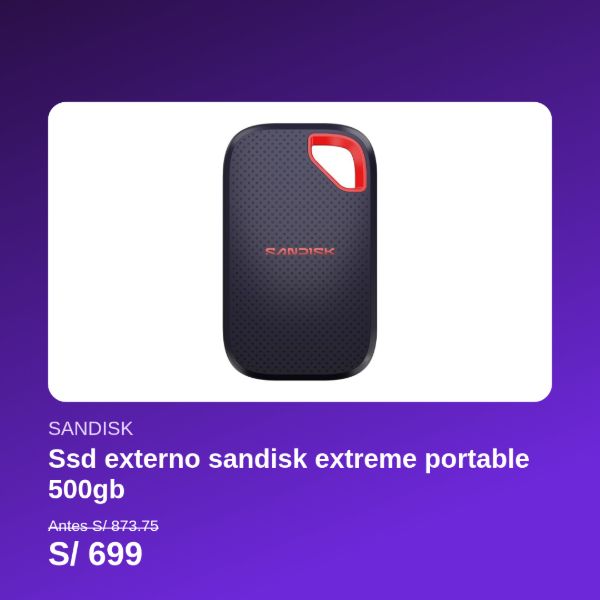 SANDISK
SANDISK
Ssd externo sandisk extreme portable
500gb
Antes S/ 873.75
S/ 699